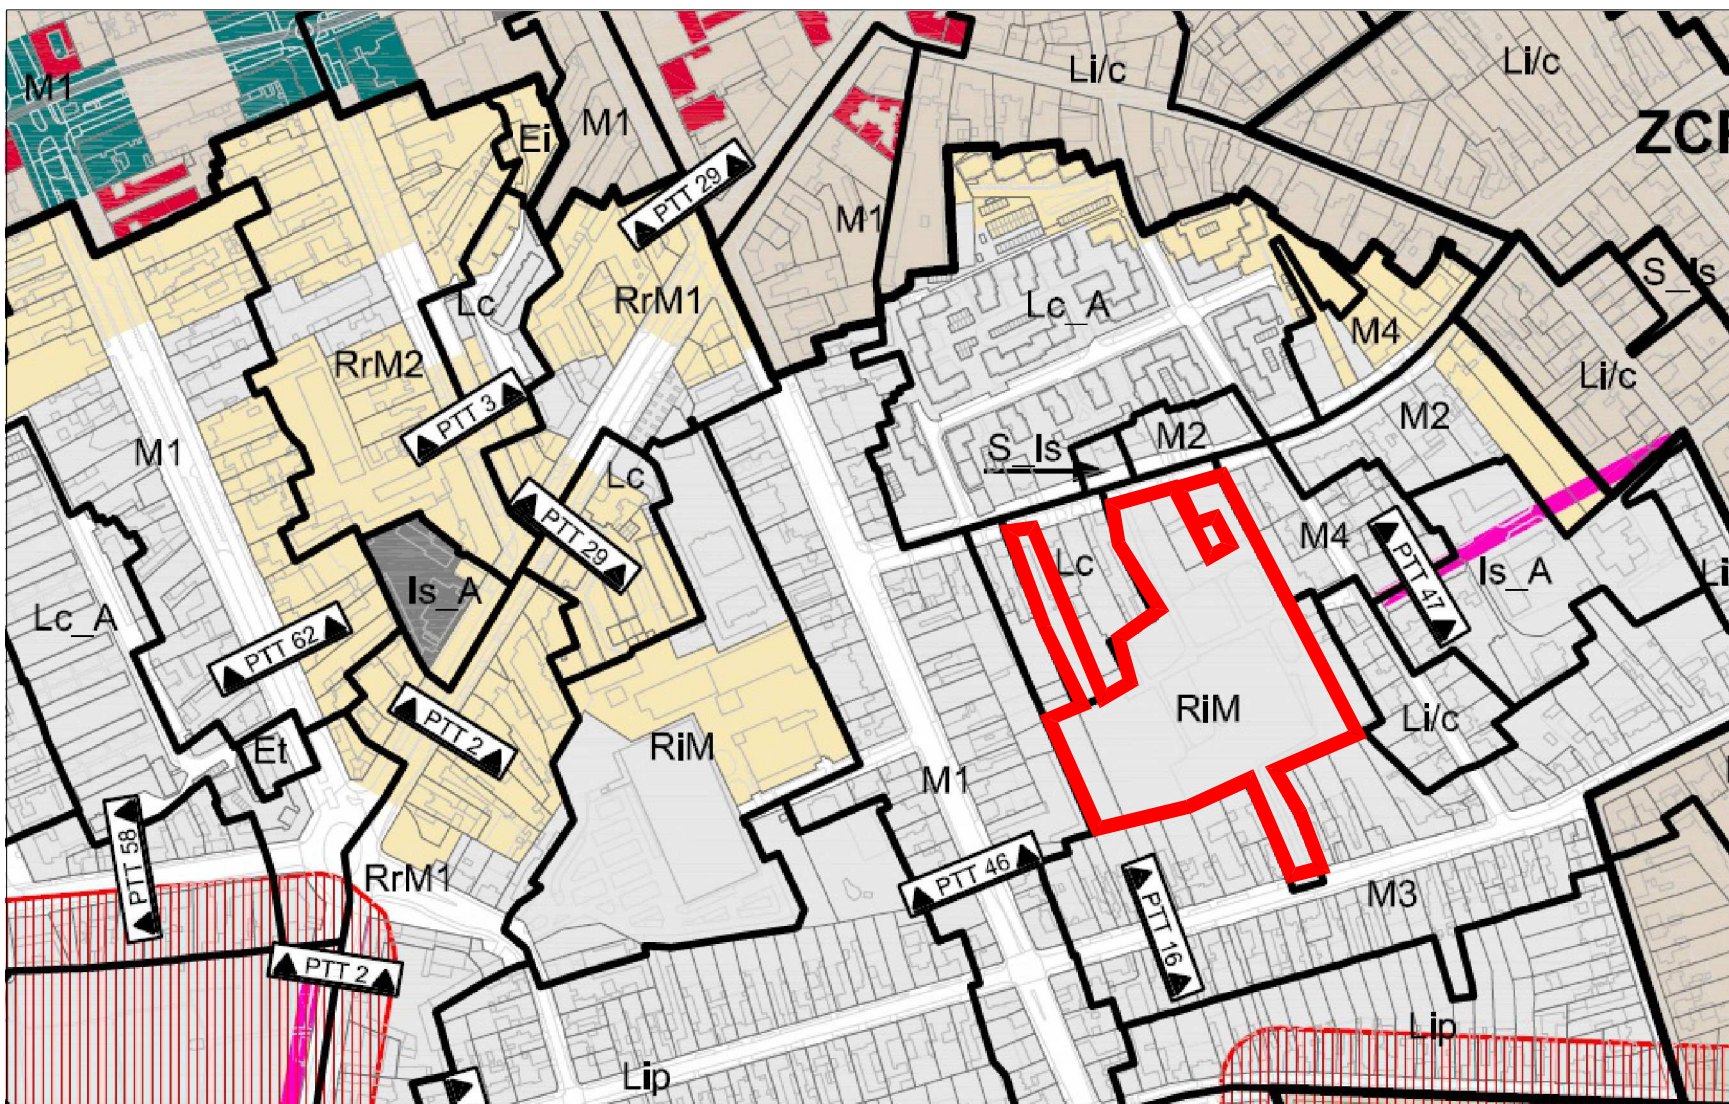 Li/c
Li/c
M1
ZCI
Ei
M1
PTT 29
M1
S_Is
Lc
RrM1
Lc_A
M4
RrM2
Li/c
PTT 3
M2
M2
M1
S_Is
Lc
PTT 29
M4
Lc
PTT 47
Is_A
Is_A
Li
Lc_A
PTT 62
RiM
Li/c
PTT 2
RiM
Et
M1
PTT 58
PTT 46
RrM1
M3
PTT 16
PTT 2
Lip
Lip